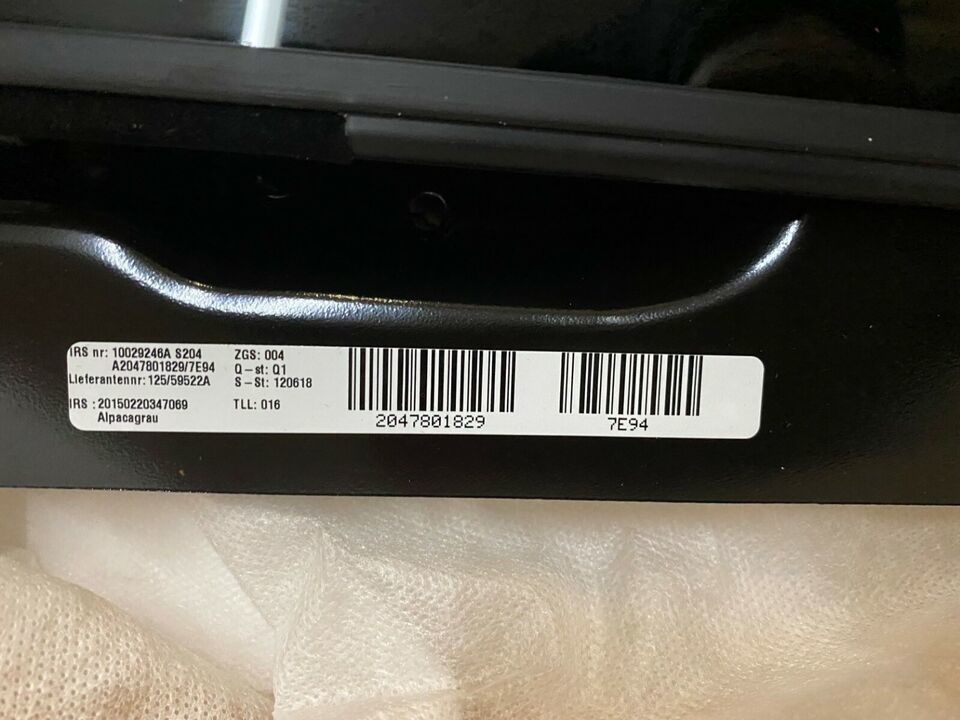 IRS nr: 10029246A S204
A2047801829/7E94
Lieferantennr: 125/59522A
IRS : 20150220347069
Alpacagrau
ZGS: 004
Q-st: Q1
S-St: 120618
TLL: 016
2047801829
7E94